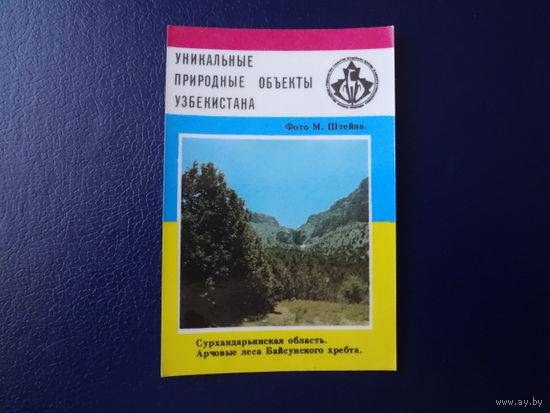 УНИКАЛЬНЫЕ
ПРИРОДНЫЕ ОБЪЕКТЫ
УЗБЕКИСТАНА
Фото М. Штейна.
Сурхандарьинская область.
Арчовые леса Байсунского хребта.
www.ay.by